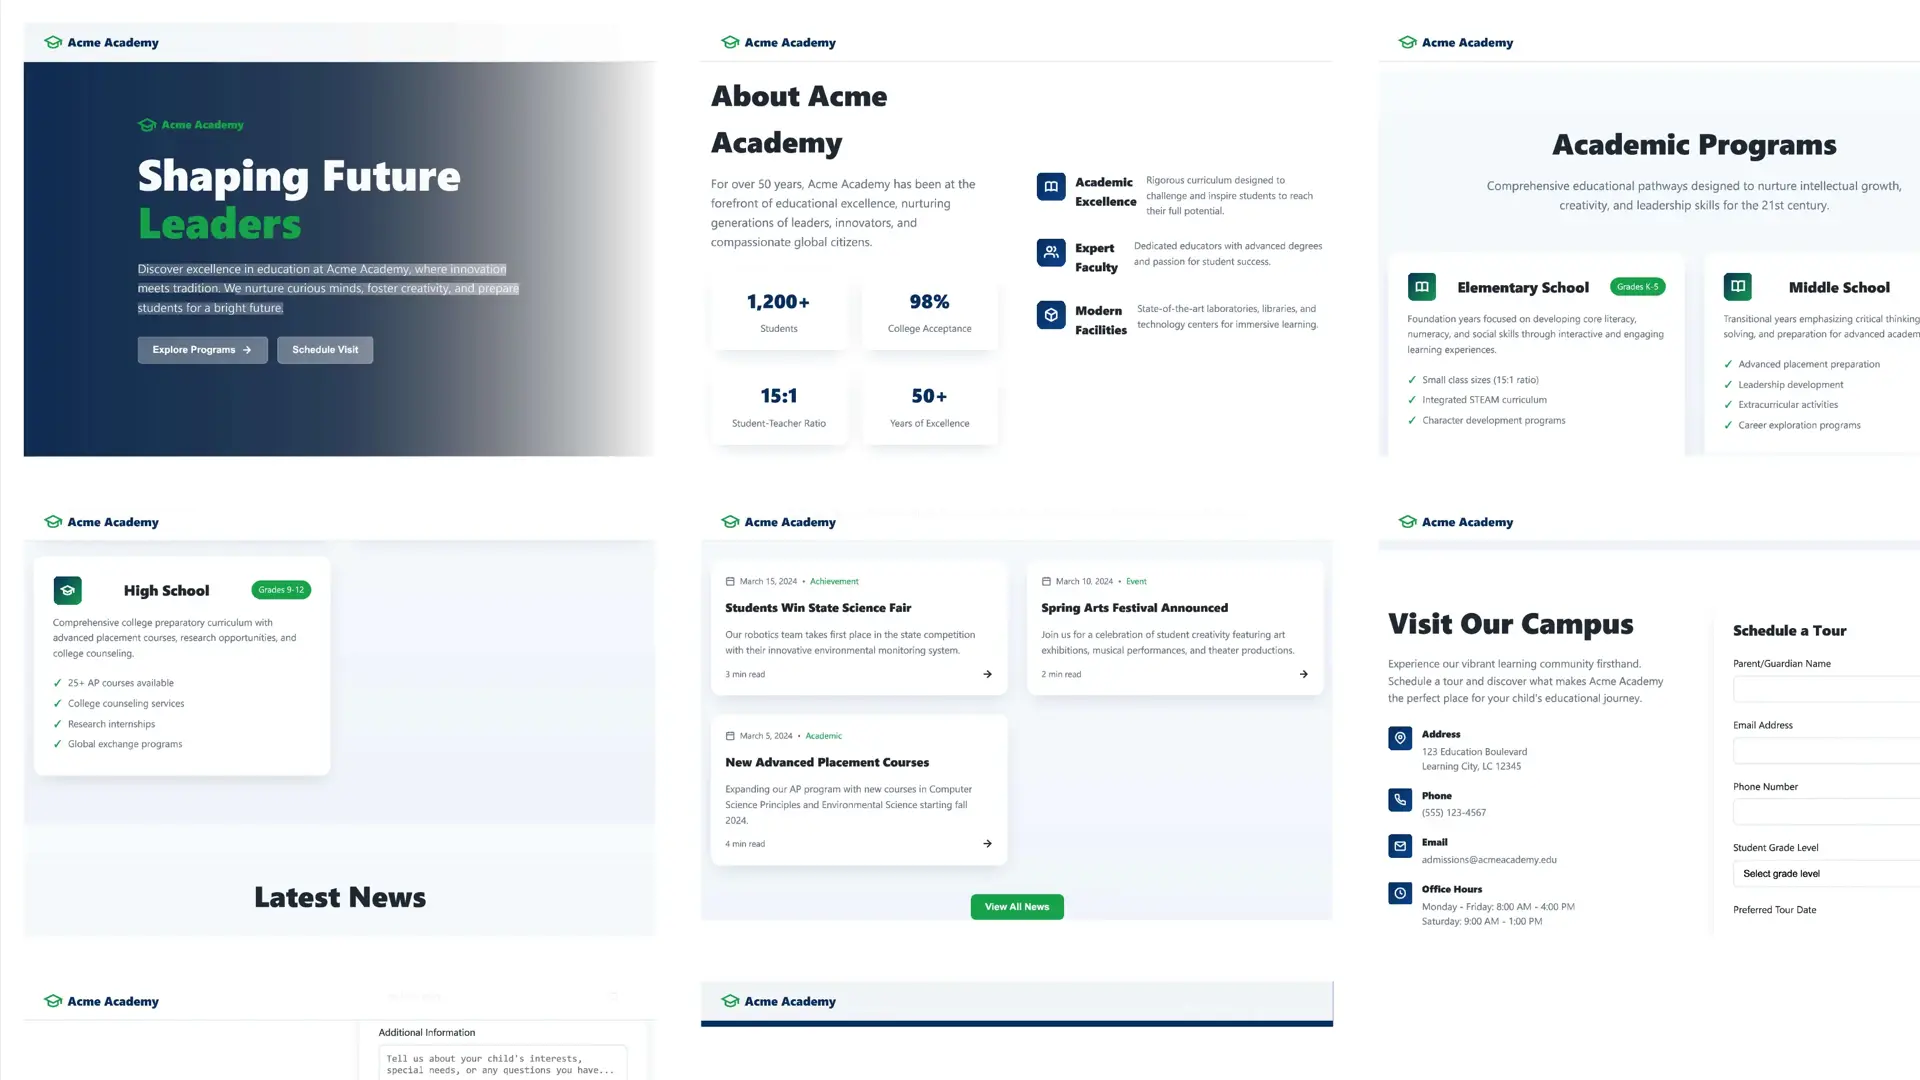 Acme Academy
Acme Academy
Shaping Future
Leaders
Discover excellence in education at Acme Academy, where innovation
meets tradition. We nurture curious minds, foster creativity, and prepare
students for a bright future.
Explore Programs
Schedule Visit
Acme Academy
About Acme
Academy
For over 50 years, Acme Academy has been at the
forefront of educational excellence, nurturing
generations of leaders, innovators, and
compassionate global citizens.
1,200+
Students
98%
College Acceptance
15:1
Student-Teacher Ratio
50+
Years of Excellence
Academic
Excellence
Rigorous curriculum designed to
challenge and inspire students to reach
their full potential.
Expert
Faculty
Dedicated educators with advanced degrees
and passion for student success.
Modern
Facilities
State-of-the-art laboratories, libraries, and
technology centers for immersive learning.
Acme Academy
Academic Programs
Comprehensive educational pathways designed to nurture intellectual growth,
creativity, and leadership skills for the 21st century.
Elementary School
Grades K-5
Foundation years focused on developing core literacy,
numeracy, and social skills through interactive and engaging
learning experiences.
✓ Small class sizes (15:1 ratio)
✓ Integrated STEAM curriculum
✓ Character development programs
Middle School
Transitional years emphasizing critical thinking
solving, and preparation for advanced academ
✓ Advanced placement preparation
✓ Leadership development
✓ Extracurricular activities
✓ Career exploration programs
Acme Academy
High School
Grades 9-12
Comprehensive college preparatory curriculum with
advanced placement courses, research opportunities, and
college counseling.
✓ 25+ AP courses available
✓ College counseling services
✓ Research internships
✓ Global exchange programs
Latest News
Acme Academy
March 15, 2024 • Achievement
Students Win State Science Fair
Our robotics team takes first place in the state competition
with their innovative environmental monitoring system.
3 min read
March 10, 2024 • Event
Spring Arts Festival Announced
Join us for a celebration of student creativity featuring art
exhibitions, musical performances, and theater productions.
2 min read
March 5, 2024 • Academic
New Advanced Placement Courses
Expanding our AP program with new courses in Computer
Science Principles and Environmental Science starting fall
2024.
4 min read
View All News
Acme Academy
Visit Our Campus
Experience our vibrant learning community firsthand.
Schedule a tour and discover what makes Acme Academy
the perfect place for your child's educational journey.
Address
123 Education Boulevard
Learning City, LC 12345
Phone
(555) 123-4567
Email
admissions@acmeacademy.edu
Office Hours
Monday - Friday: 8:00 AM - 4:00 PM
Saturday: 9:00 AM - 1:00 PM
Schedule a Tour
Parent/Guardian Name
Email Address
Phone Number
Student Grade Level
Select grade level
Preferred Tour Date
Acme Academy
Additional Information
Tell us about your child's interests,
special needs, or any questions you have...
Acme Academy